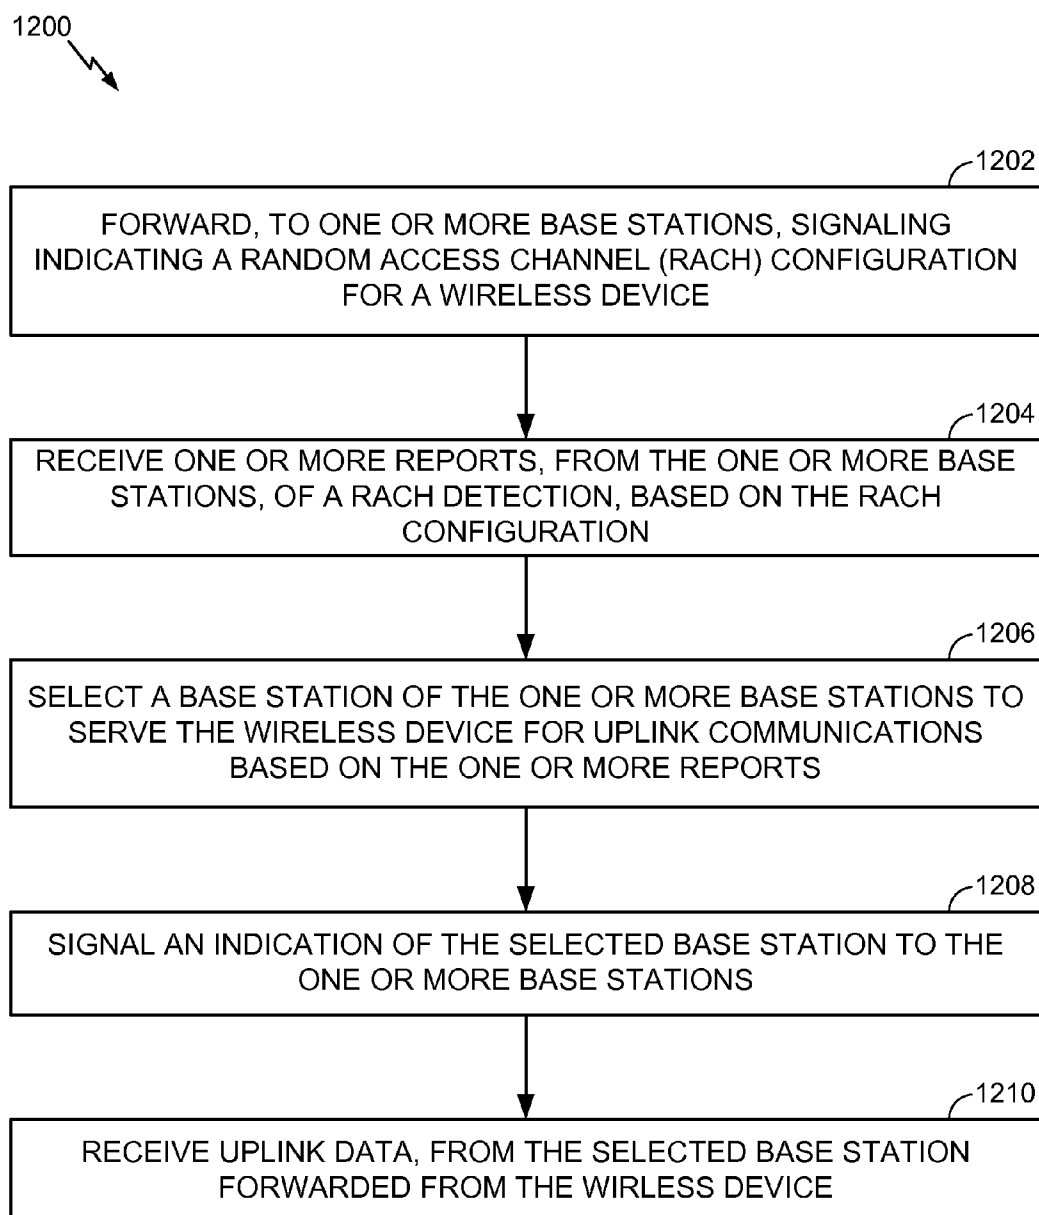 1200
1202
FORWARD, TO ONE OR MORE BASE STATIONS, SIGNALING
INDICATING A RANDOM ACCESS CHANNEL (RACH) CONFIGURATION
FOR A WIRELESS DEVICE
1204
RECEIVE ONE OR MORE REPORTS, FROM THE ONE OR MORE BASE
STATIONS, OF A RACH DETECTION, BASED ON THE RACH
CONFIGURATION
1206
SELECT A BASE STATION OF THE ONE OR MORE BASE STATIONS TO
SERVE THE WIRELESS DEVICE FOR UPLINK COMMUNICATIONS
BASED ON THE ONE OR MORE REPORTS
1208
SIGNAL AN INDICATION OF THE SELECTED BASE STATION TO THE
ONE OR MORE BASE STATIONS
1210
RECEIVE UPLINK DATA, FROM THE SELECTED BASE STATION
FORWARDED FROM THE WIRLESS DEVICE